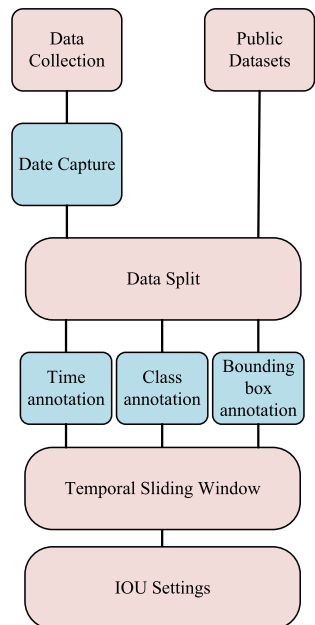 Data
Collection
Public
Datasets
Date Capture
Data Split
Time
annotation
Class
annotation
Bounding
box
annotation
Temporal Sliding Window
IOU Settings